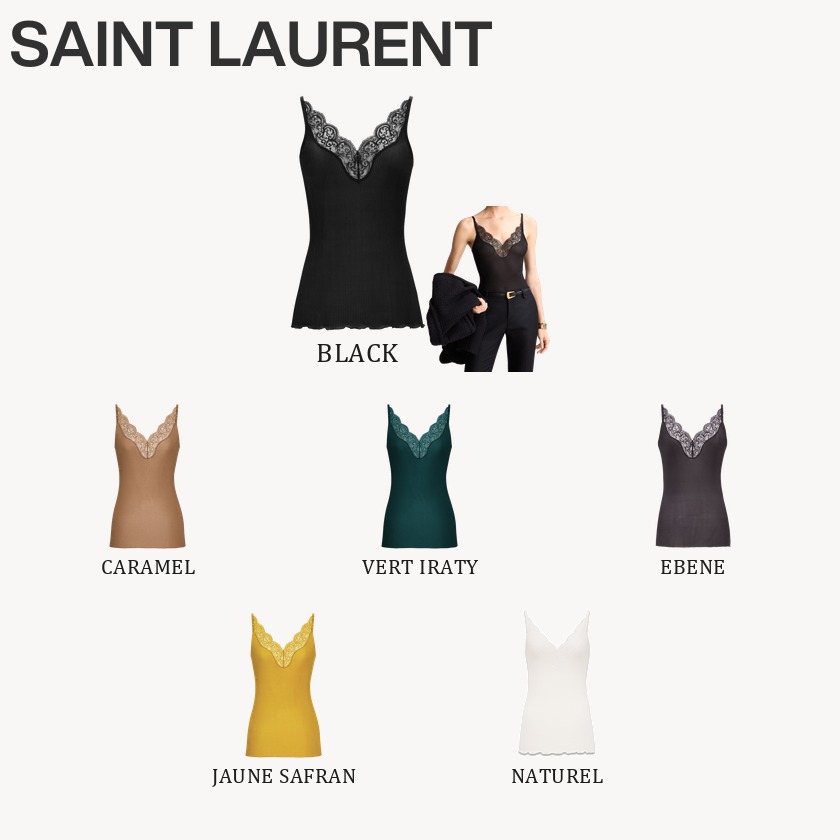 SAINT LAURENT
BLACK
CARAMEL
VERT IRATY
EBENE
JAUNE SAFRAN
NATUREL